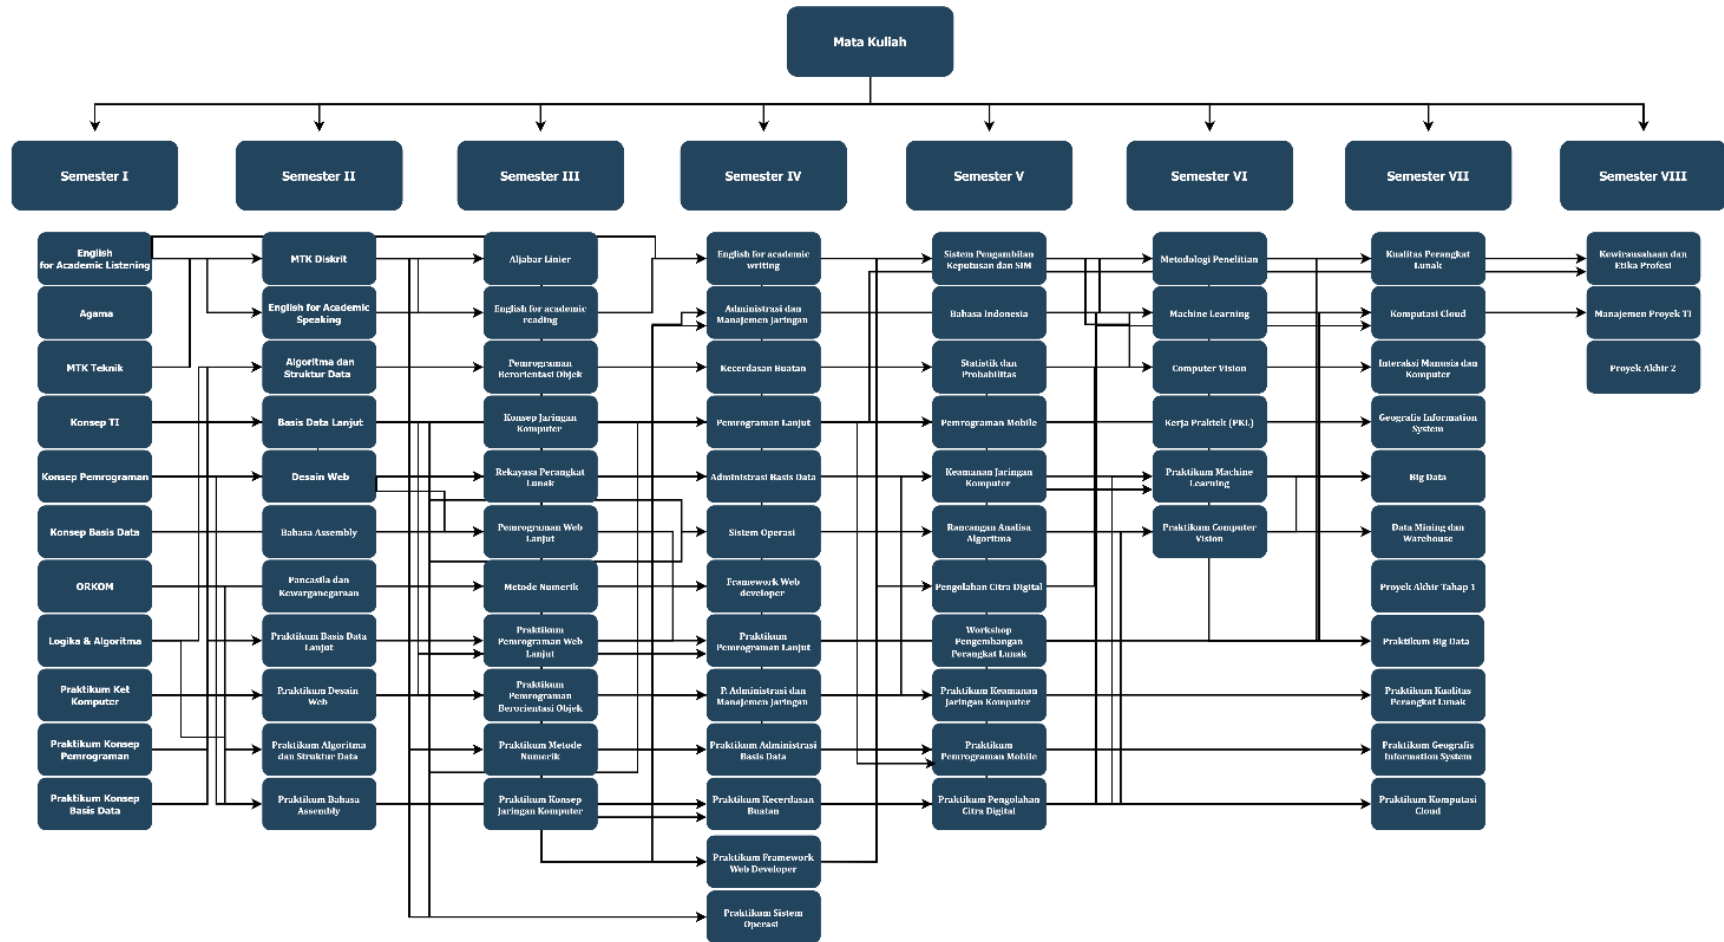 Mata Kuliah
Semester I
Semester II
Semester III
Semester IV
Semester V
Semester VI
Semester VII
Semester VIII
English
for Academic Listening
Agama
MTK Teknik
Konsep TI
Konsep Pemrograman
Konsep Basis Data
ORKOM
Logika & Algoritma
Praktikum Ket
Komputer
Praktikum Konsep
Pemrograman
Praktikum Konsep
Basis Data
MTK Diskrit
English for Academic
Speaking
Algoritma dan
Struktur Data
Basis Data Lanjut
Desain Web
Bahasa Assembly
Pancasila dan
Kewarganegaraan
Praktikum Basis Data
Lanjut
P.raktikum Desain
Web
Praktikum Algoritma
dan Struktur Data
Praktikum Bahasa
Assembly
Aljabar Linier
English for academic
reading
Pemrograman
Berorientasi Objek
Konsep Jaringan
Komputer
Rekayasa Perangkat
Lunak
Pemrograman Web
Lanjut
Metode Numerik
Praktikum
Pemrograman Web
Lanjut
Praktikum
Pemrograman
Berorientasi Objek
Praktikum Metode
Numerik
Praktikum Konsep
Jaringan Komputer
English for academic
writing
Administrasi dan
Manajemen Jaringan
Kecerdasan Buatan
Pemrograman Lanjut
Administrasi Basis Data
Sistem Operasi
Framework Web
developer
Praktikum
Pemrograman Lanjut
P. Administrasi dan
Manajemen Jaringan
Praktikum Administrasi
Basis Data
Praktikum Kecerdasan
Buatan
Praktikum Framework
Web Developer
Praktikum Sistem
Operasi
Sistem Pengambilan
Keputusan dan SIM
Bahasa Indonesia
Statistik dan
Probabilitas
Pemrograman Mobile
Keamanan Jaringan
Komputer
Rancangan Analisa
Algoritma
Pengolahan Citra Digital
Workshop
Pengembangan
Perangkat Lunak
Praktikum Keamanan
Jaringan Komputer
Praktikum
Pemrograman Mobile
Praktikum Pengolahan
Citra Digital
Metodologi Penelitian
Machine Learning
Computer Vision
Kerja Praktek (PKL)
Praktikum Machine
Learning
Praktikum Computer
Vision
Kualitas Perangkat
Lunak
Komputasi Cloud
Interaksi Manusia dan
Komputer
Geografis Information
System
Big Data
Data Mining dan
Warehouse
Proyek Akhir Tahap 1
Praktikum Big Data
Praktikum Kualitas
Perangkat Lunak
Praktikum Geografis
Information System
Praktikum Komputasi
Cloud
Kewirausahaan dan
Etika Profesi
Manajemen Proyek TI
Proyek Akhir 2